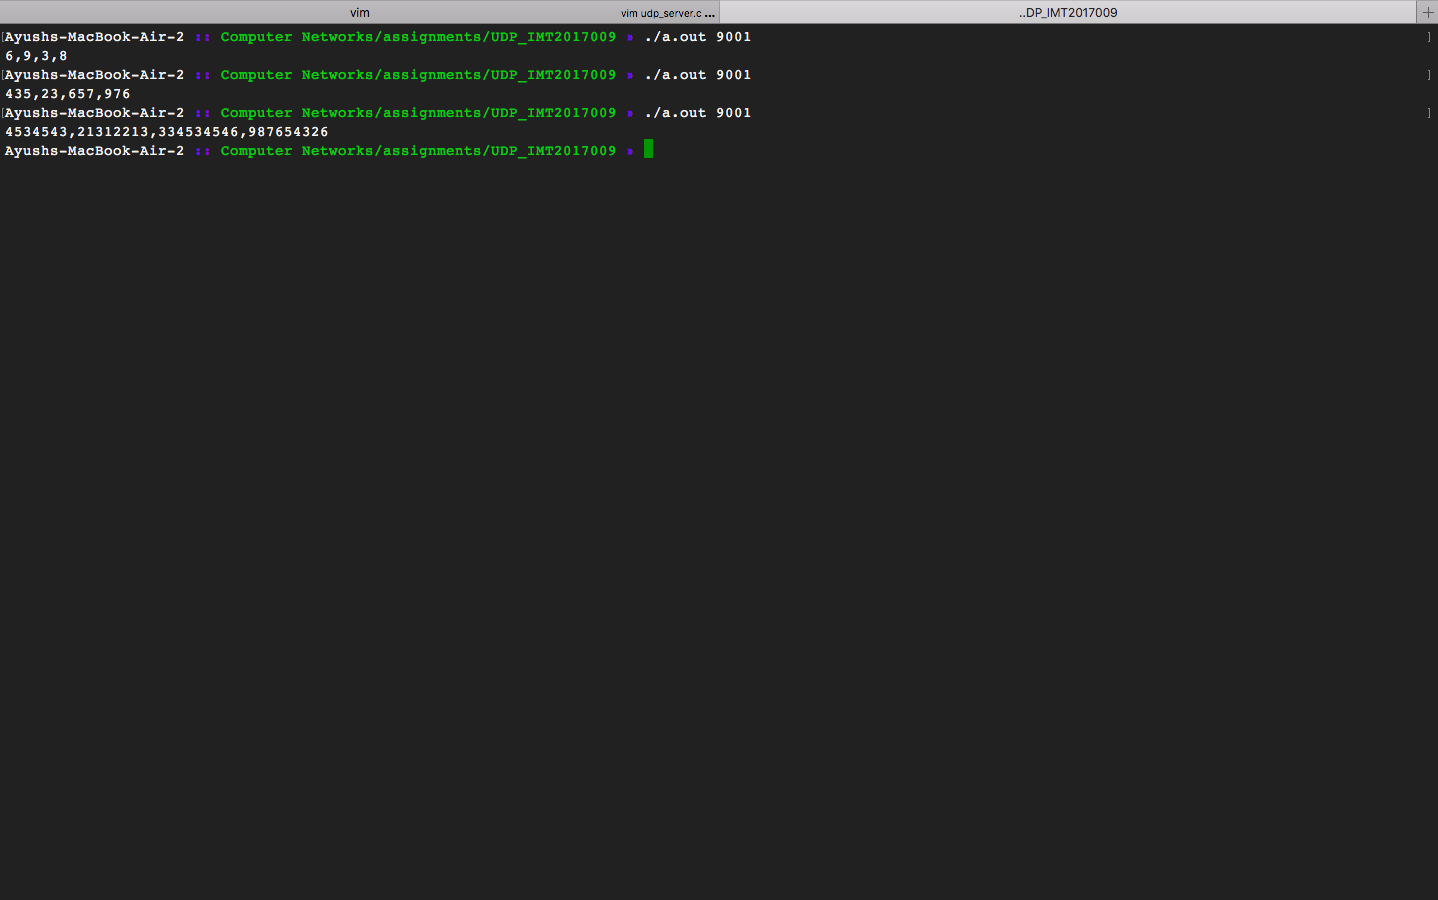 vim
vim udp_server.c ...
..DP_IMT2017009
+
[Ayushs-MacBook-Air-2 :: Computer Networks/assignments/UDP_IMT2017009 » ./a.out 9001 ]
6,9,3,8
[Ayushs-MacBook-Air-2 :: Computer Networks/assignments/UDP_IMT2017009 » ./a.out 9001 ]
435,23,657,976
[Ayushs-MacBook-Air-2 :: Computer Networks/assignments/UDP_IMT2017009 » ./a.out 9001 ]
4534543,21312213,334534546,987654326
Ayushs-MacBook-Air-2 :: Computer Networks/assignments/UDP_IMT2017009 »